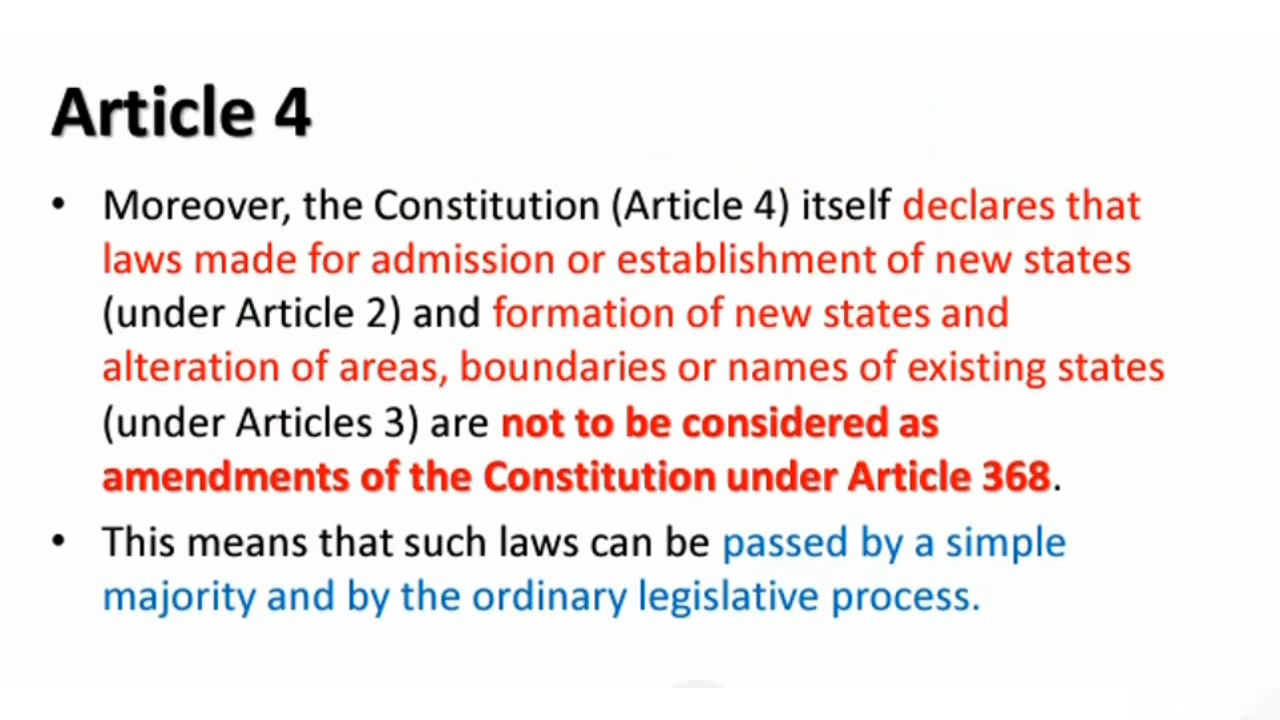 Article 4
• Moreover, the Constitution (Article 4) itself declares that
laws made for admission or establishment of new states
(under Article 2) and formation of new states and
alteration of areas, boundaries or names of existing states
(under Articles 3) are not to be considered as
amendments of the Constitution under Article 368.
• This means that such laws can be passed by a simple
majority and by the ordinary legislative process.